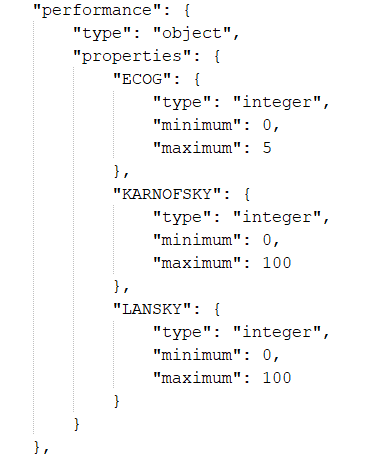 "performance": {
    "type": "object",
    "properties": {
        "ECOG": {
            "type": "integer",
            "minimum": 0,
            "maximum": 5
        },
        "KARNOFSKY": {
            "type": "integer",
            "minimum": 0,
            "maximum": 100
        },
        "LANSKY": {
            "type": "integer",
            "minimum": 0,
            "maximum": 100
        }
    }
},